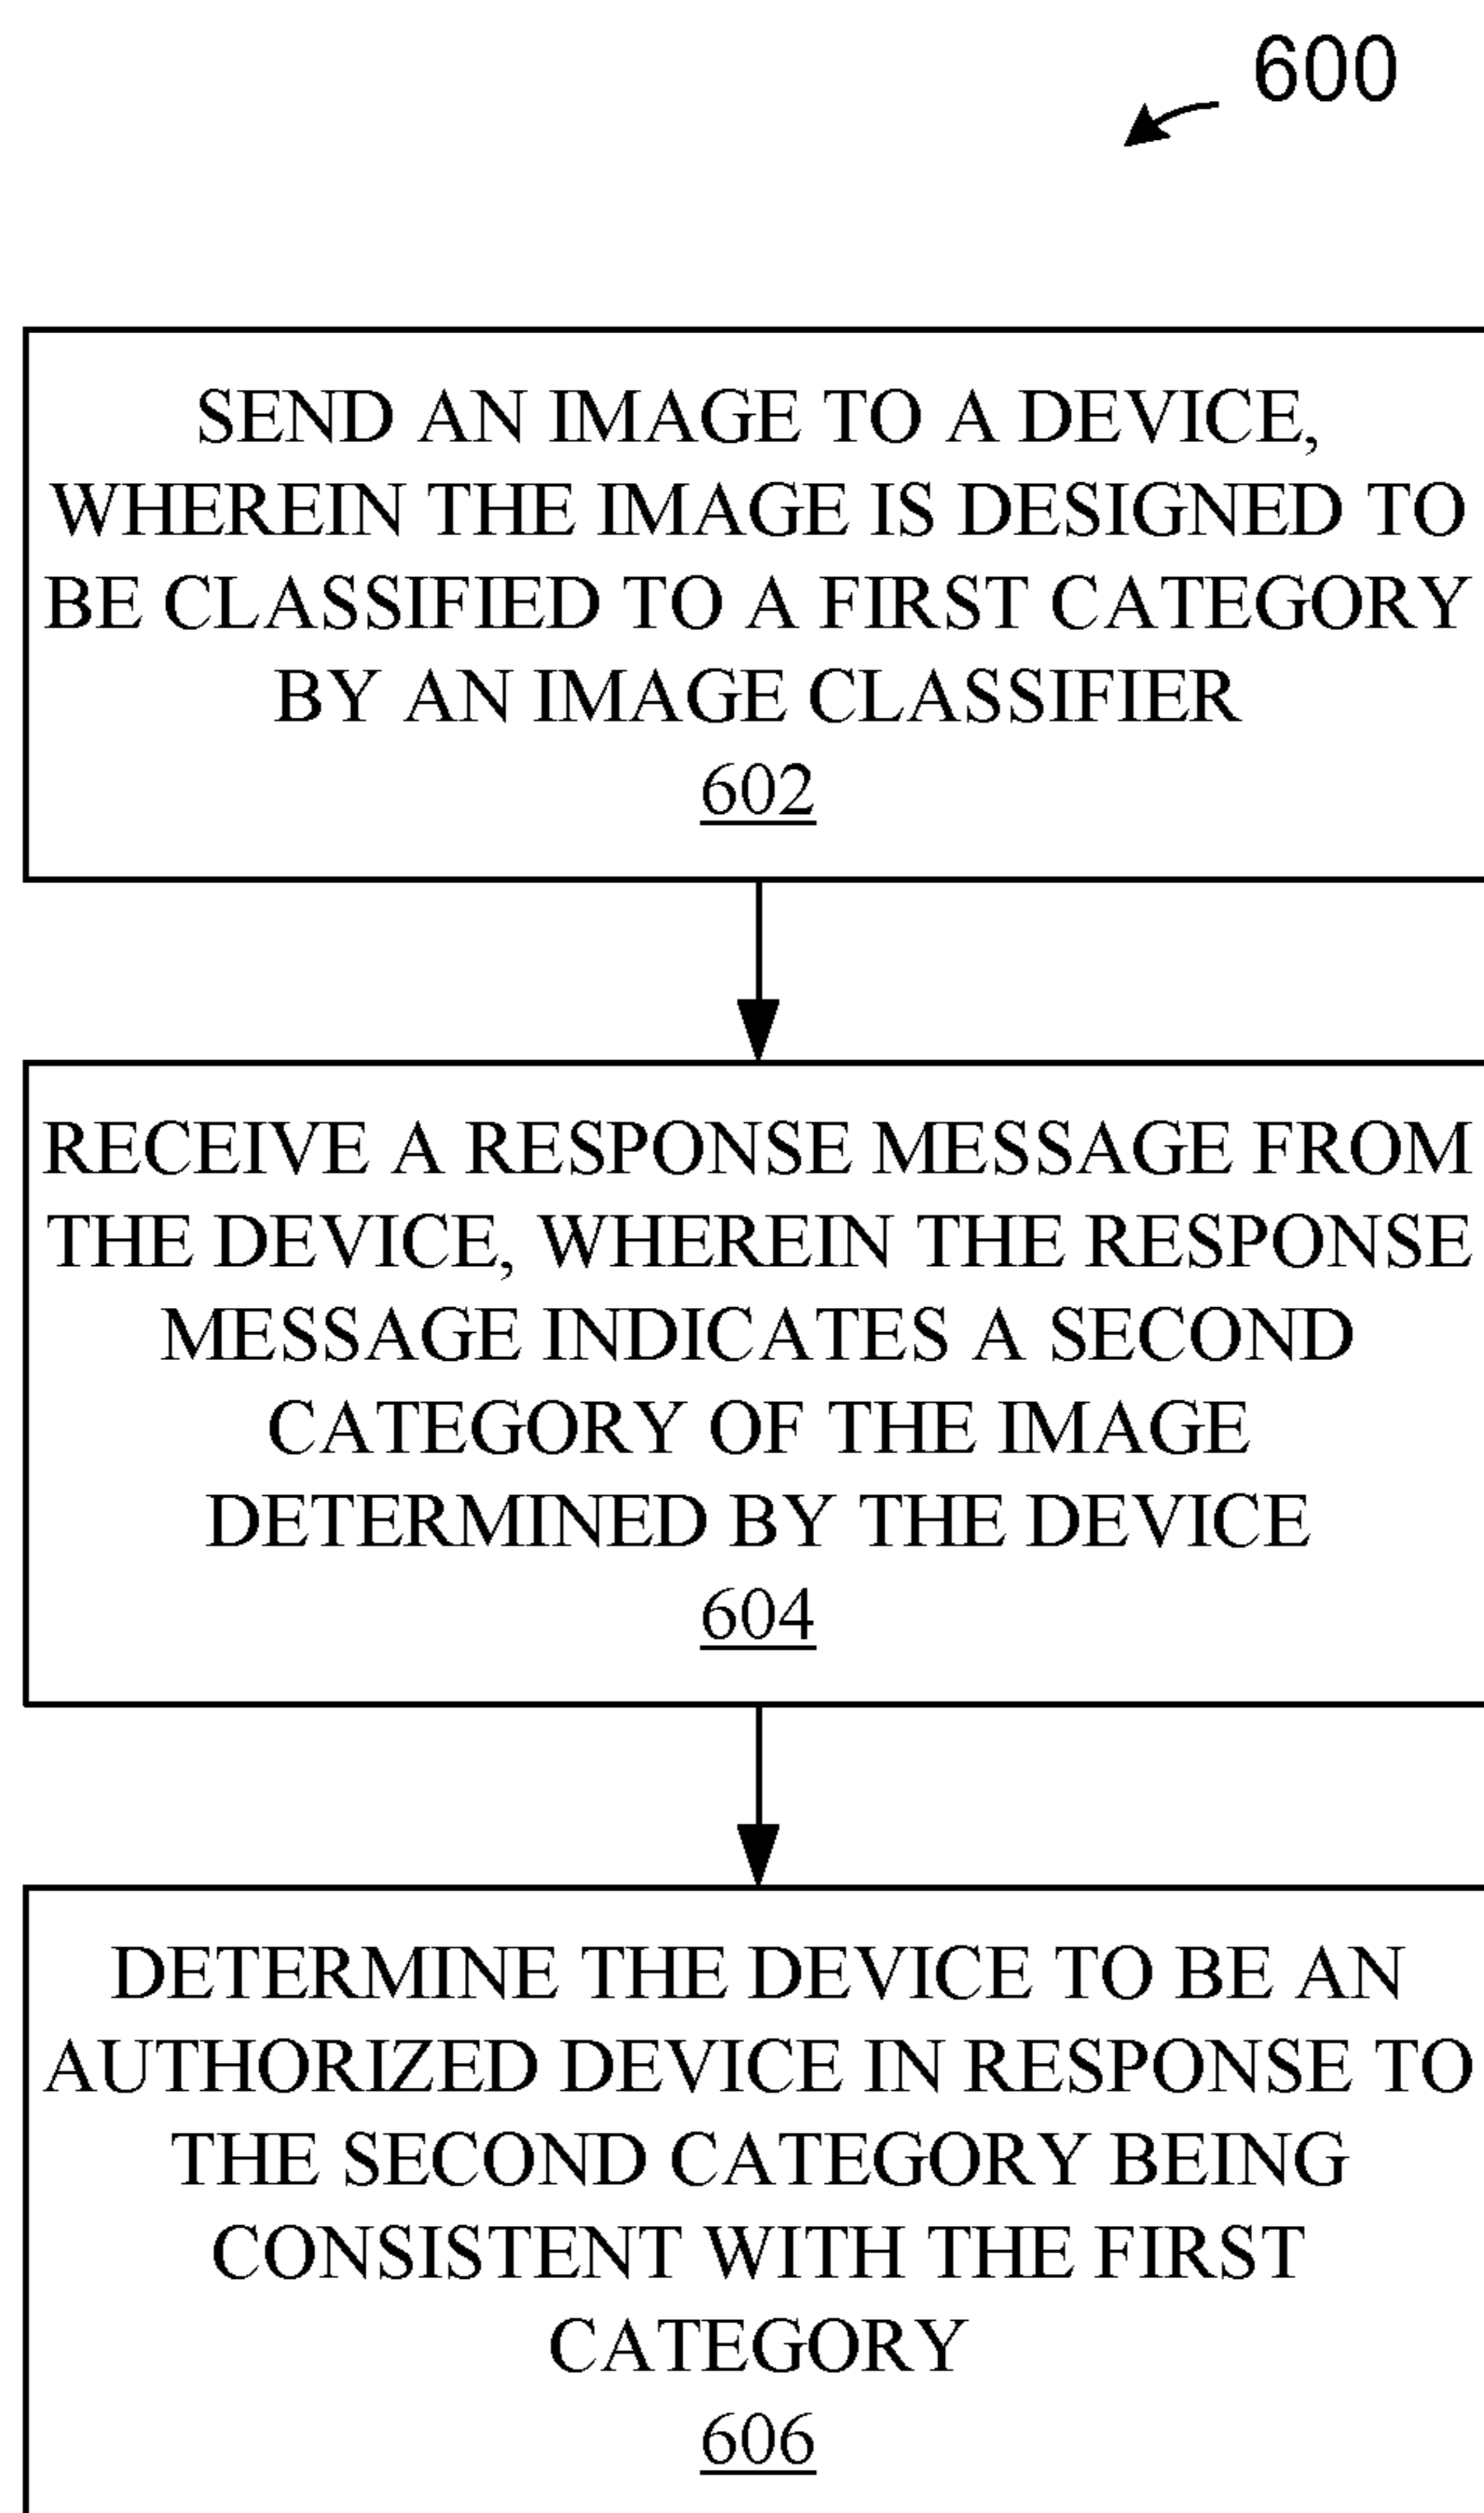 600
SEND AN IMAGE TO A DEVICE,
WHEREIN THE IMAGE IS DESIGNED TO
BE CLASSIFIED TO A FIRST CATEGORY
BY AN IMAGE CLASSIFIER
602
RECEIVE A RESPONSE MESSAGE FROM
THE DEVICE, WHEREIN THE RESPONSE
MESSAGE INDICATES A SECOND
CATEGORY OF THE IMAGE
DETERMINED BY THE DEVICE
604
DETERMINE THE DEVICE TO BE AN
AUTHORIZED DEVICE IN RESPONSE TO
THE SECOND CATEGORY BEING
CONSISTENT WITH THE FIRST
CATEGORY
606